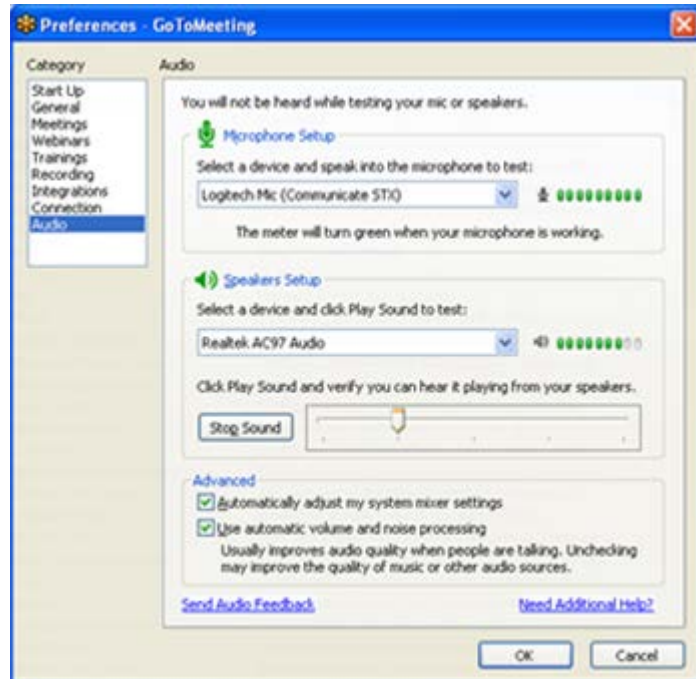 Preferences - GoToMeeting
Category
Start Up
General
Meetings
Webinars
Trainings
Recording
Integrations
Connection
Audio
Audio
You will not be heard while testing your mic or speakers.
Microphone Setup
Select a device and speak into the microphone to test:
Logitech Mic (Communicate STX)
The meter will turn green when your microphone is working.
Speakers Setup
Select a device and click Play Sound to test:
Realtek AC97 Audio
Click Play Sound and verify you can hear it playing from your speakers.
Stop Sound
Advanced
Automatically adjust my system mixer settings
Use automatic volume and noise processing
Usually improves audio quality when people are talking. Unchecking
may improve the quality of music or other audio sources.
Send Audio Feedback
Need Additional Help?
OK
Cancel